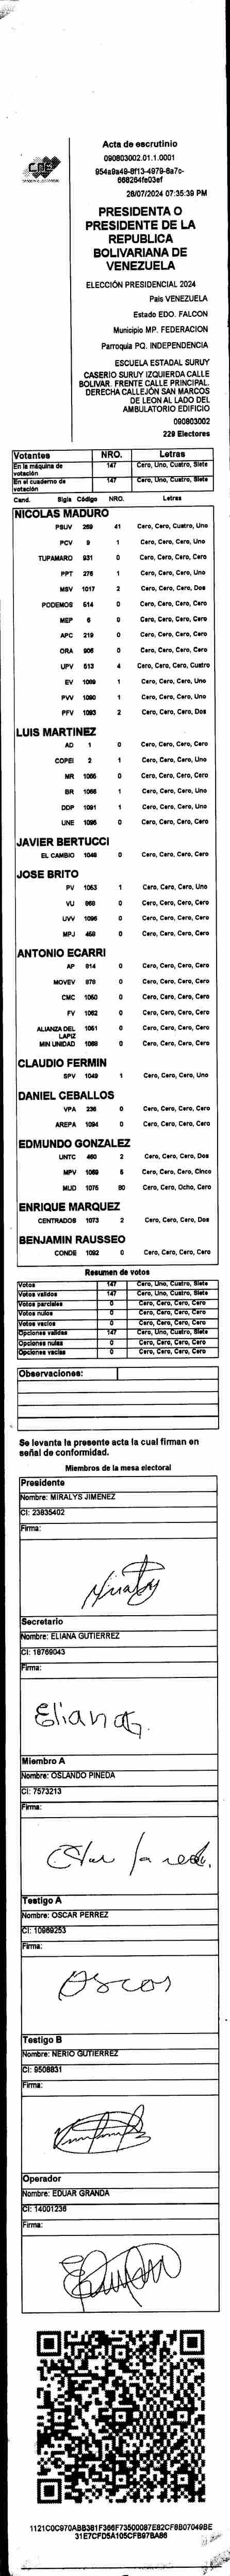 CNE
Acta de escrutinio
090803002.01.1.0001
954a9a49-8f13-4979-8a7c-
668264fe03ef
28/07/2024 07:35:39 PM
PRESIDENTA O
PRESIDENTE DE LA
REPUBLICA
BOLIVARIANA DE
VENEZUELA
ELECCIÓN PRESIDENCIAL 2024
Pais VENEZUELA
Estado EDO. FALCON
Municipio MP. FEDERACION
Parroquia PQ. INDEPENDENCIA
ESCUELA ESTADAL SURUY
CASERIO SURUY IZQUIERDA CALLE
BOLIVAR. FRENTE CALLE PRINCIPAL.
DERECHA CALLEJÓN SAN MARCOS
DE LEON AL LADO DEL
AMBULATORIO EDIFICIO
090803002
229 Electores
Votantes NRO. Letras
En la máquina de votación 147 Cero, Uno, Cuatro, Siete
En el cuaderno de votación 147 Cero, Uno, Cuatro, Siete
Cand. Sigla Código NRO. Letras
NICOLAS MADURO
PSUV 269 41 Cero, Cero, Cuatro, Uno
PCV 9 1 Cero, Cero, Cero, Uno
TUPAMARO 931 0 Cero, Cero, Cero, Cero
PPT 276 1 Cero, Cero, Cero, Uno
MSV 1017 2 Cero, Cero, Cero, Dos
PODEMOS 514 0 Cero, Cero, Cero, Cero
MEP 6 0 Cero, Cero, Cero, Cero
APC 219 0 Cero, Cero, Cero, Cero
ORA 906 0 Cero, Cero, Cero, Cero
UPV 513 4 Cero, Cero, Cero, Cuatro
EV 1089 1 Cero, Cero, Cero, Uno
PVV 1090 1 Cero, Cero, Cero, Uno
PFV 1093 2 Cero, Cero, Cero, Dos
LUIS MARTINEZ
AD 1 0 Cero, Cero, Cero, Cero
COPEI 2 1 Cero, Cero, Cero, Uno
MR 1066 0 Cero, Cero, Cero, Cero
BR 1068 1 Cero, Cero, Cero, Uno
DDP 1091 1 Cero, Cero, Cero, Uno
UNE 1095 0 Cero, Cero, Cero, Cero
JAVIER BERTUCCI
EL CAMBIO 1048 0 Cero, Cero, Cero, Cero
JOSE BRITO
PV 1053 1 Cero, Cero, Cero, Uno
VU 968 0 Cero, Cero, Cero, Cero
UVV 1096 0 Cero, Cero, Cero, Cero
MPJ 458 0 Cero, Cero, Cero, Cero
ANTONIO ECARRI
AP 914 0 Cero, Cero, Cero, Cero
MOVEV 978 0 Cero, Cero, Cero, Cero
CMC 1050 0 Cero, Cero, Cero, Cero
FV 1052 0 Cero, Cero, Cero, Cero
ALIANZA DEL LAPIZ 1051 0 Cero, Cero, Cero, Cero
MIN UNIDAD 1088 0 Cero, Cero, Cero, Cero
CLAUDIO FERMIN
SPV 1049 1 Cero, Cero, Cero, Uno
DANIEL CEBALLOS
VPA 236 0 Cero, Cero, Cero, Cero
AREPA 1094 0 Cero, Cero, Cero, Cero
EDMUNDO GONZALEZ
UNTC 460 2 Cero, Cero, Cero, Dos
MPV 1069 5 Cero, Cero, Cero, Cinco
MUD 1075 80 Cero, Cero, Ocho, Cero
ENRIQUE MARQUEZ
CENTRADOS 1073 2 Cero, Cero, Cero, Dos
BENJAMIN RAUSSEO
CONDE 1092 0 Cero, Cero, Cero, Cero
Resumen de votos
Votos 147 Cero, Uno, Cuatro, Siete
Votos validos 147 Cero, Uno, Cuatro, Siete
Votos parciales 0 Cero, Cero, Cero, Cero
Votos nulos 0 Cero, Cero, Cero, Cero
Votos vacios 0 Cero, Cero, Cero, Cero
Opciones validas 147 Cero, Uno, Cuatro, Siete
Opciones nulas 0 Cero, Cero, Cero, Cero
Opciones vacias 0 Cero, Cero, Cero, Cero
Observaciones:
Se levanta la presente acta la cual firman en
señal de conformidad.
Miembros de la mesa electoral
Presidente
Nombre: MIRALYS JIMENEZ
CI: 23835402
Firma:
Miralys
Secretario
Nombre: ELIANA GUTIERREZ
CI: 18769043
Firma:
Eliana G.
Miembro A
Nombre: OSLANDO PINEDA
CI: 7573213
Firma:
Testigo A
Nombre: OSCAR PERREZ
CI: 10969253
Firma:
Oscar
Testigo B
Nombre: NERIO GUTIERREZ
CI: 9508831
Firma:
Operador
Nombre: EDUAR GRANDA
CI: 14001236
Firma:
1121C0C970ABB381F366F73500087E82CF8B07049BE
31E7CFD5A105CFB97BA86